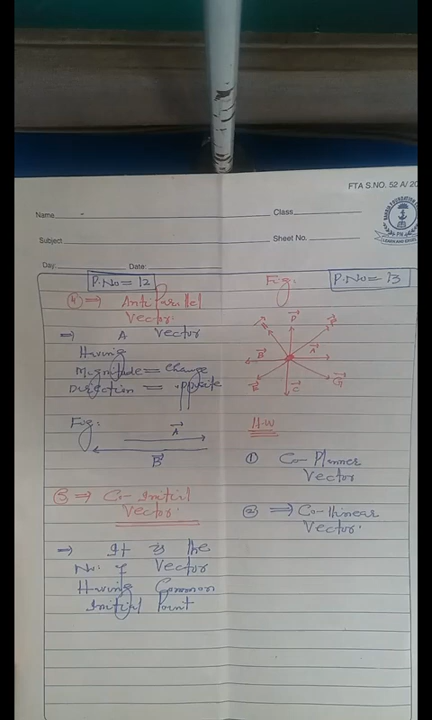 FTA S.NO. 52 A/20
Name
Class
Subject
Sheet No.
Day:
Date:
P.No = 12
④ ⇒ Anti Parallel
Vector:
⇒ A Vector
Having
Magnitude = Change
Direction = opposite
Fig:
A
B
⑤ ⇒ Co-Initial
Vector:
⇒ It is the
No: of Vector
Having Common
Initial Point
Fig:
P.No = 13
D
B
A
E
C
G
H.W
① Co-Planner
Vector
② ⇒ Co-llinear
Vector.